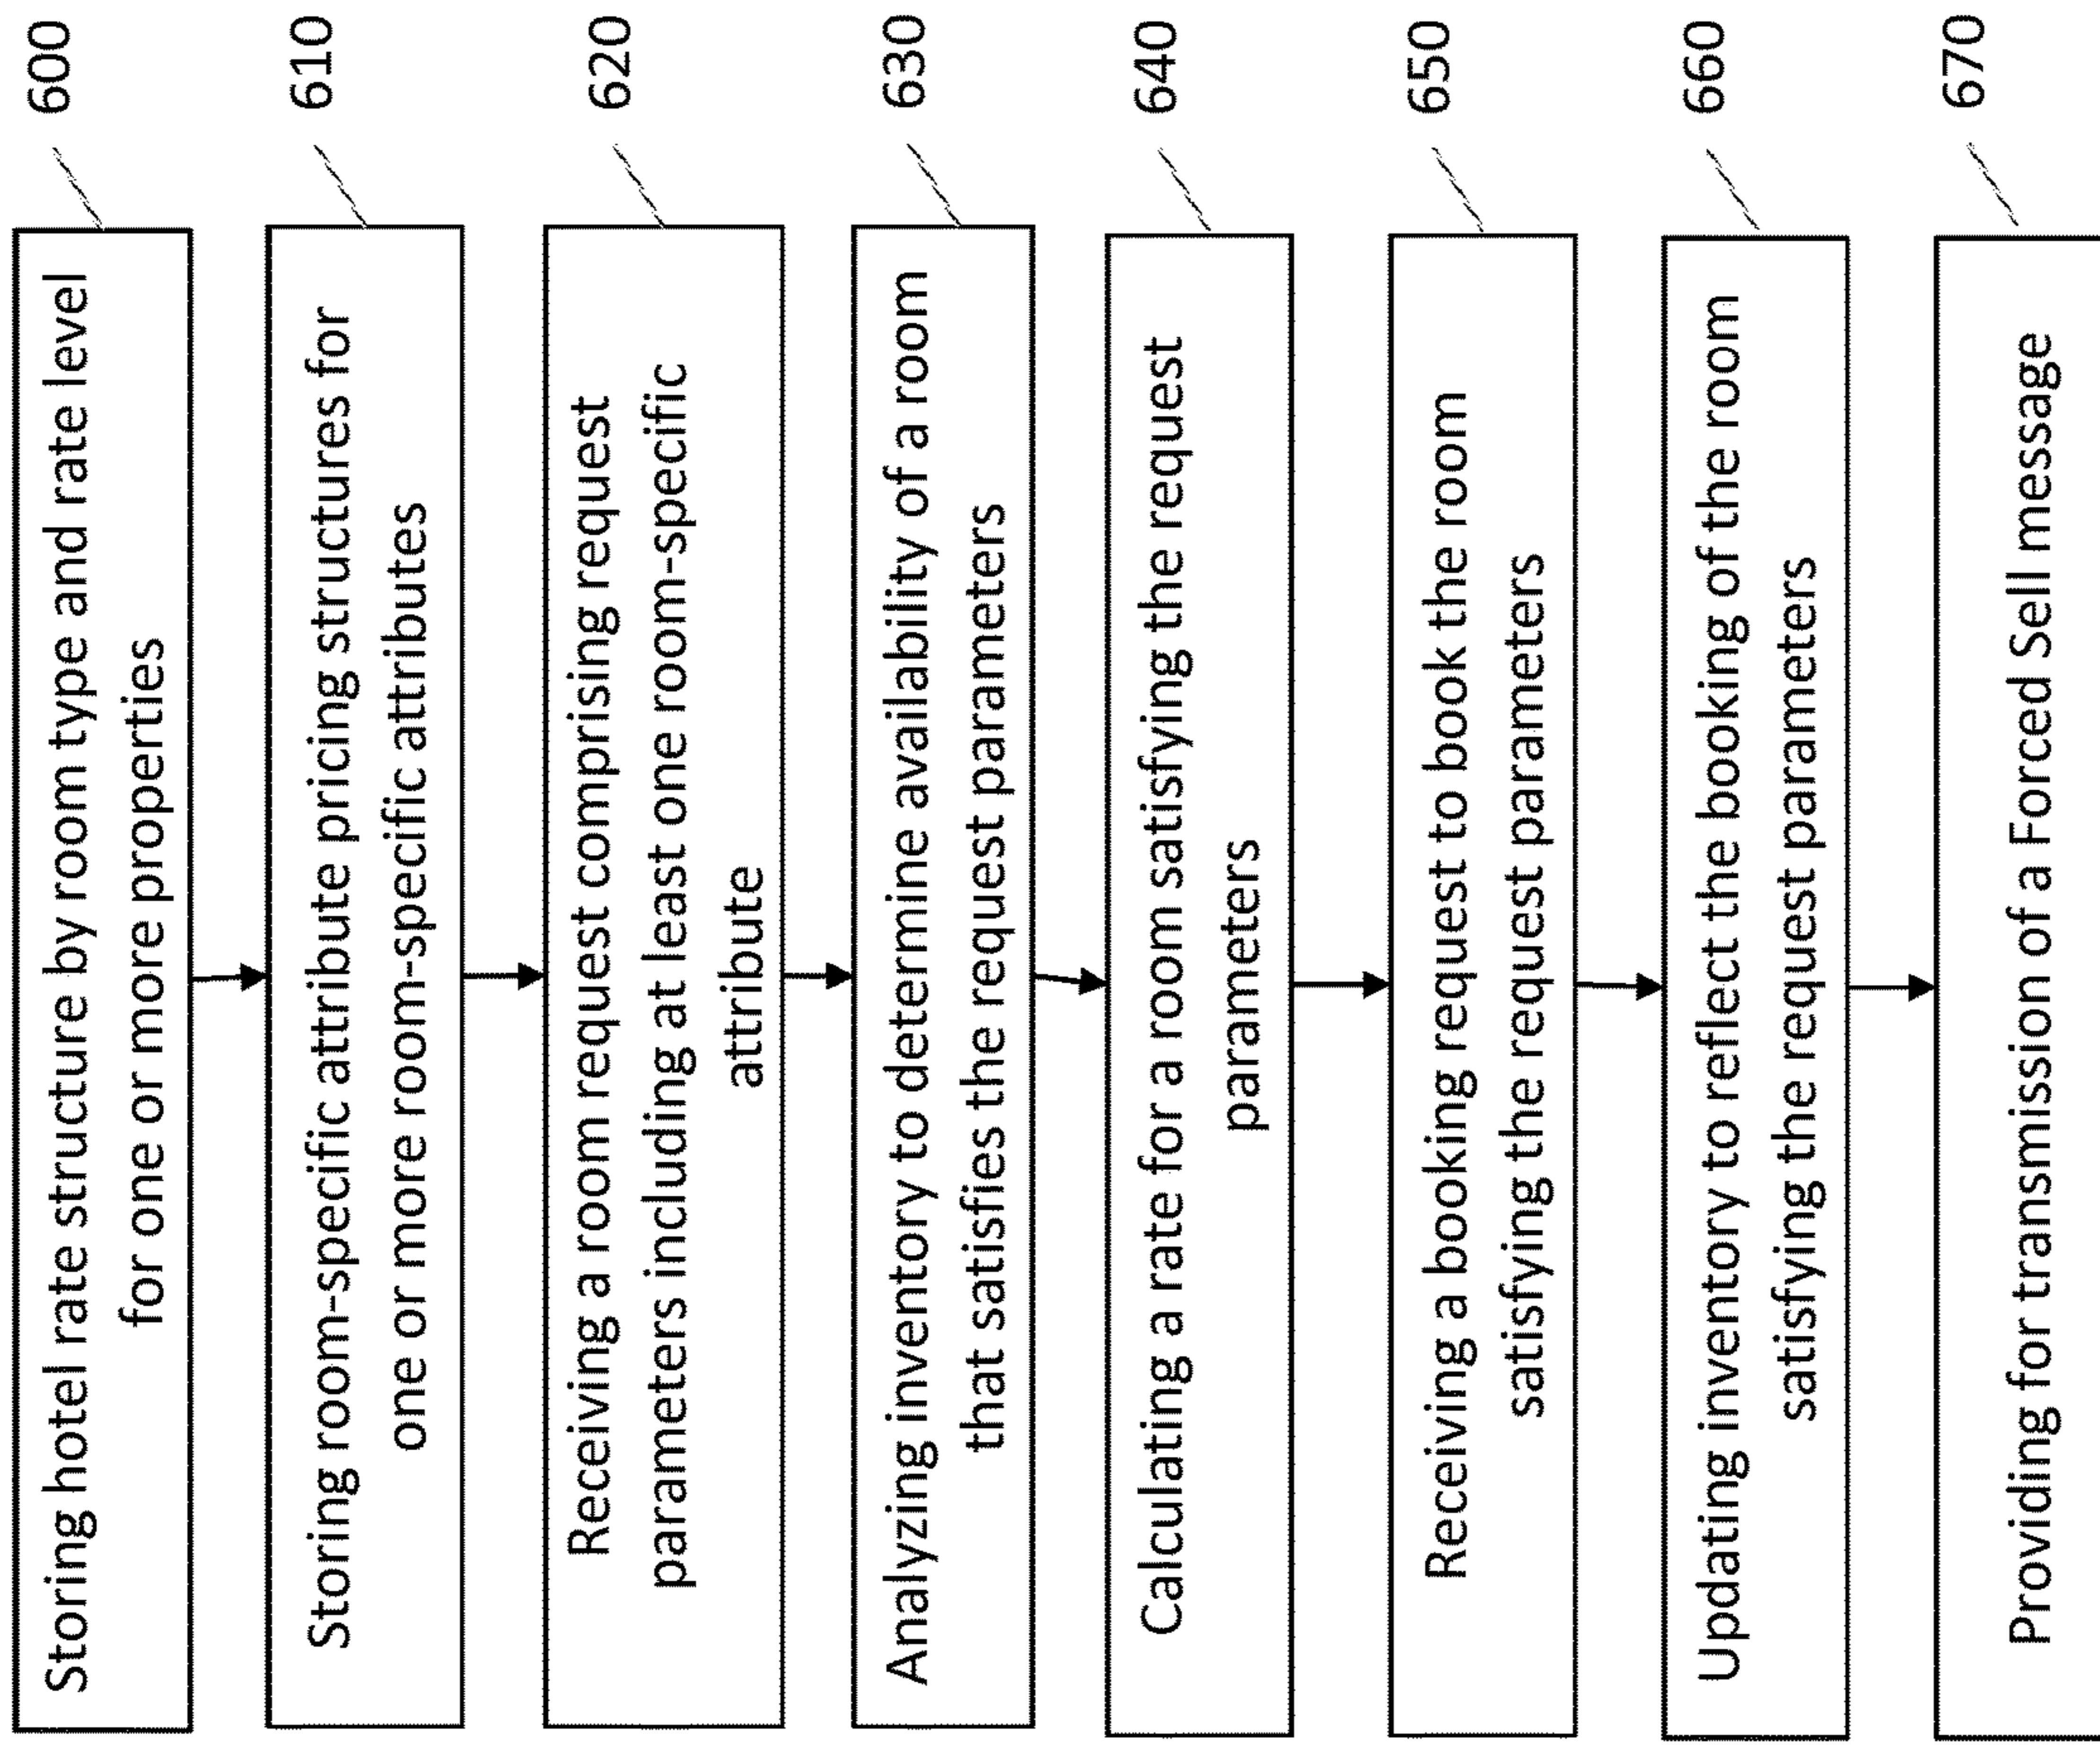 Storing hotel rate structure by room type and rate level
for one or more properties
600
Storing room-specific attribute pricing structures for
one or more room-specific attributes
610
Receiving a room request comprising request
parameters including at least one room-specific
attribute
620
Analyzing inventory to determine availability of a room
that satisfies the request parameters
630
Calculating a rate for a room satisfying the request
parameters
640
Receiving a booking request to book the room
satisfying the request parameters
650
Updating inventory to reflect the booking of the room
satisfying the request parameters
660
Providing for transmission of a Forced Sell message
670